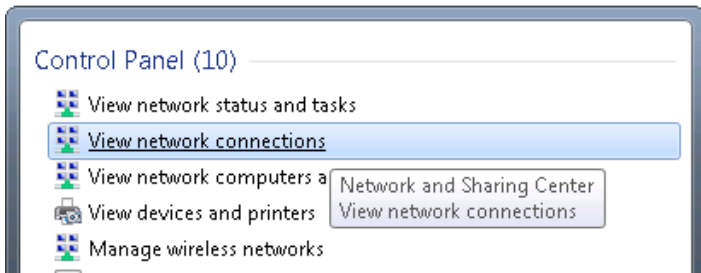 Control Panel (10)
View network status and tasks
View network connections
View network computers a
Network and Sharing Center
View network connections
View devices and printers
Manage wireless networks